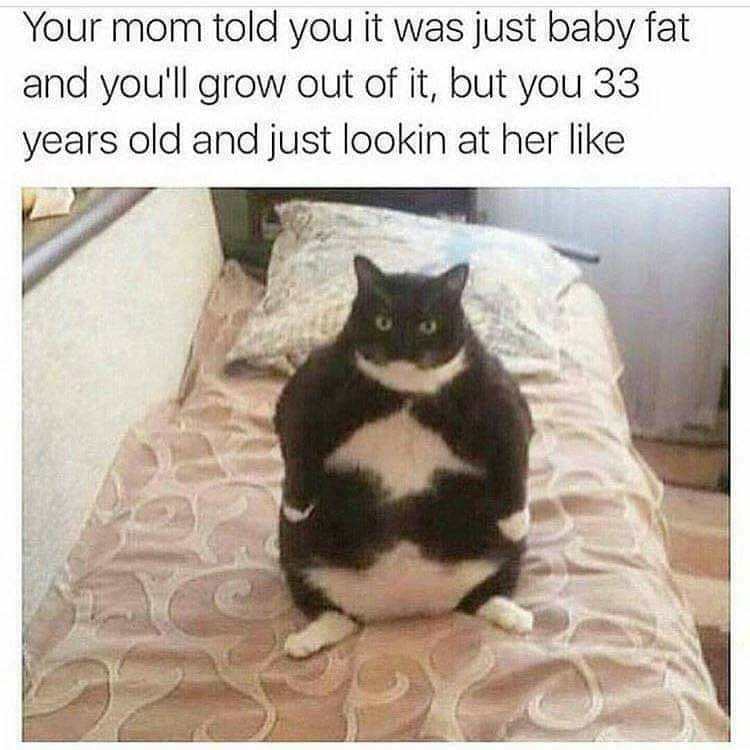 Your mom told you it was just baby fat
and you'll grow out of it, but you 33
years old and just lookin at her like